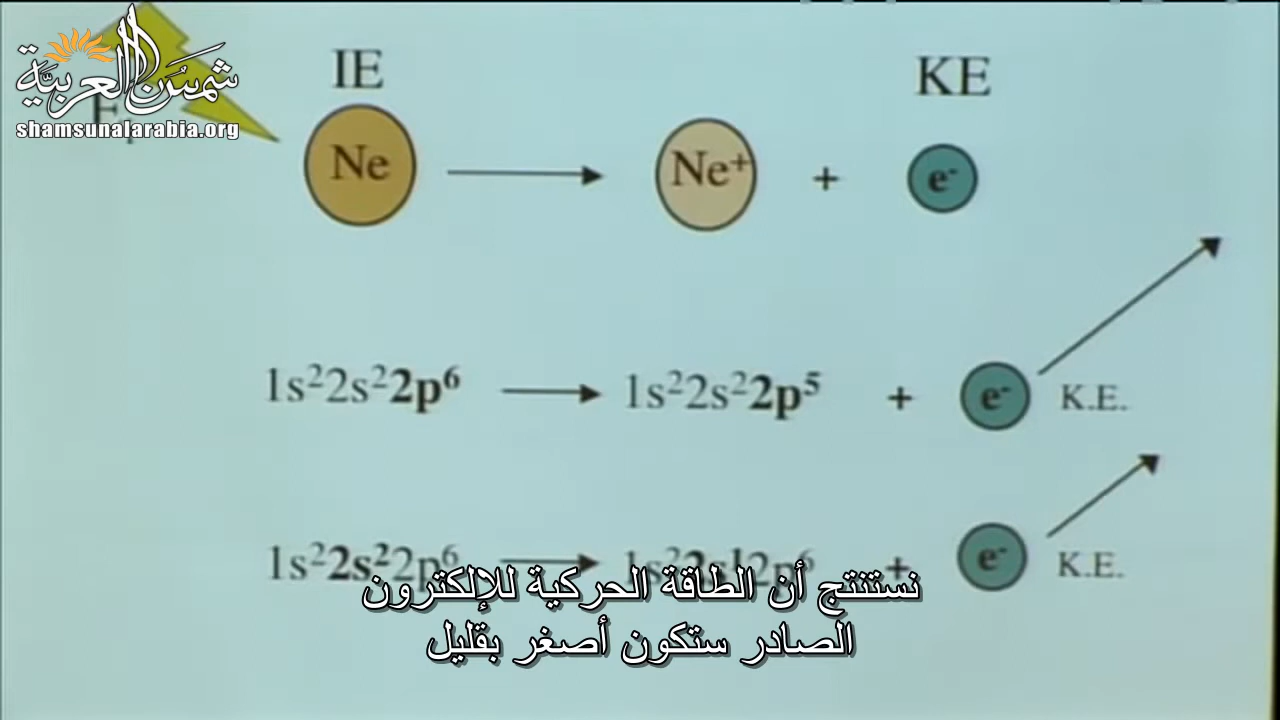 شمس العربية
shamsunalarabia.org
IE
KE
E
Ne
Ne⁺
+
e⁻
1s²2s²2p⁶
1s²2s²2p⁵
+
e⁻
K.E.
1s²2s²2p⁶
1s²2s¹2p⁶
+
e⁻
K.E.
نستنتج أن الطاقة الحركية للإلكترون
الصادر ستكون أصغر بقليل